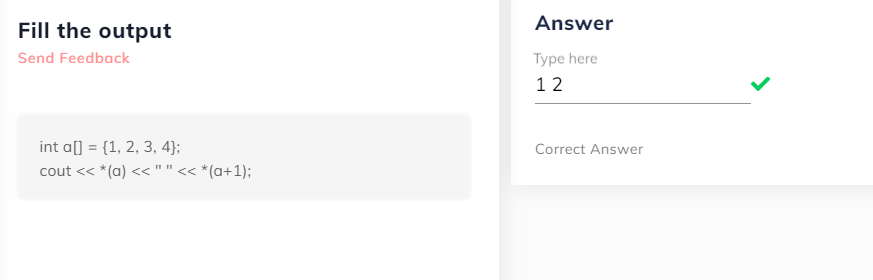 Fill the output
Send Feedback
int a[] = {1, 2, 3, 4};
cout << *(a) << " " << *(a+1);
Answer
Type here
1 2
Correct Answer